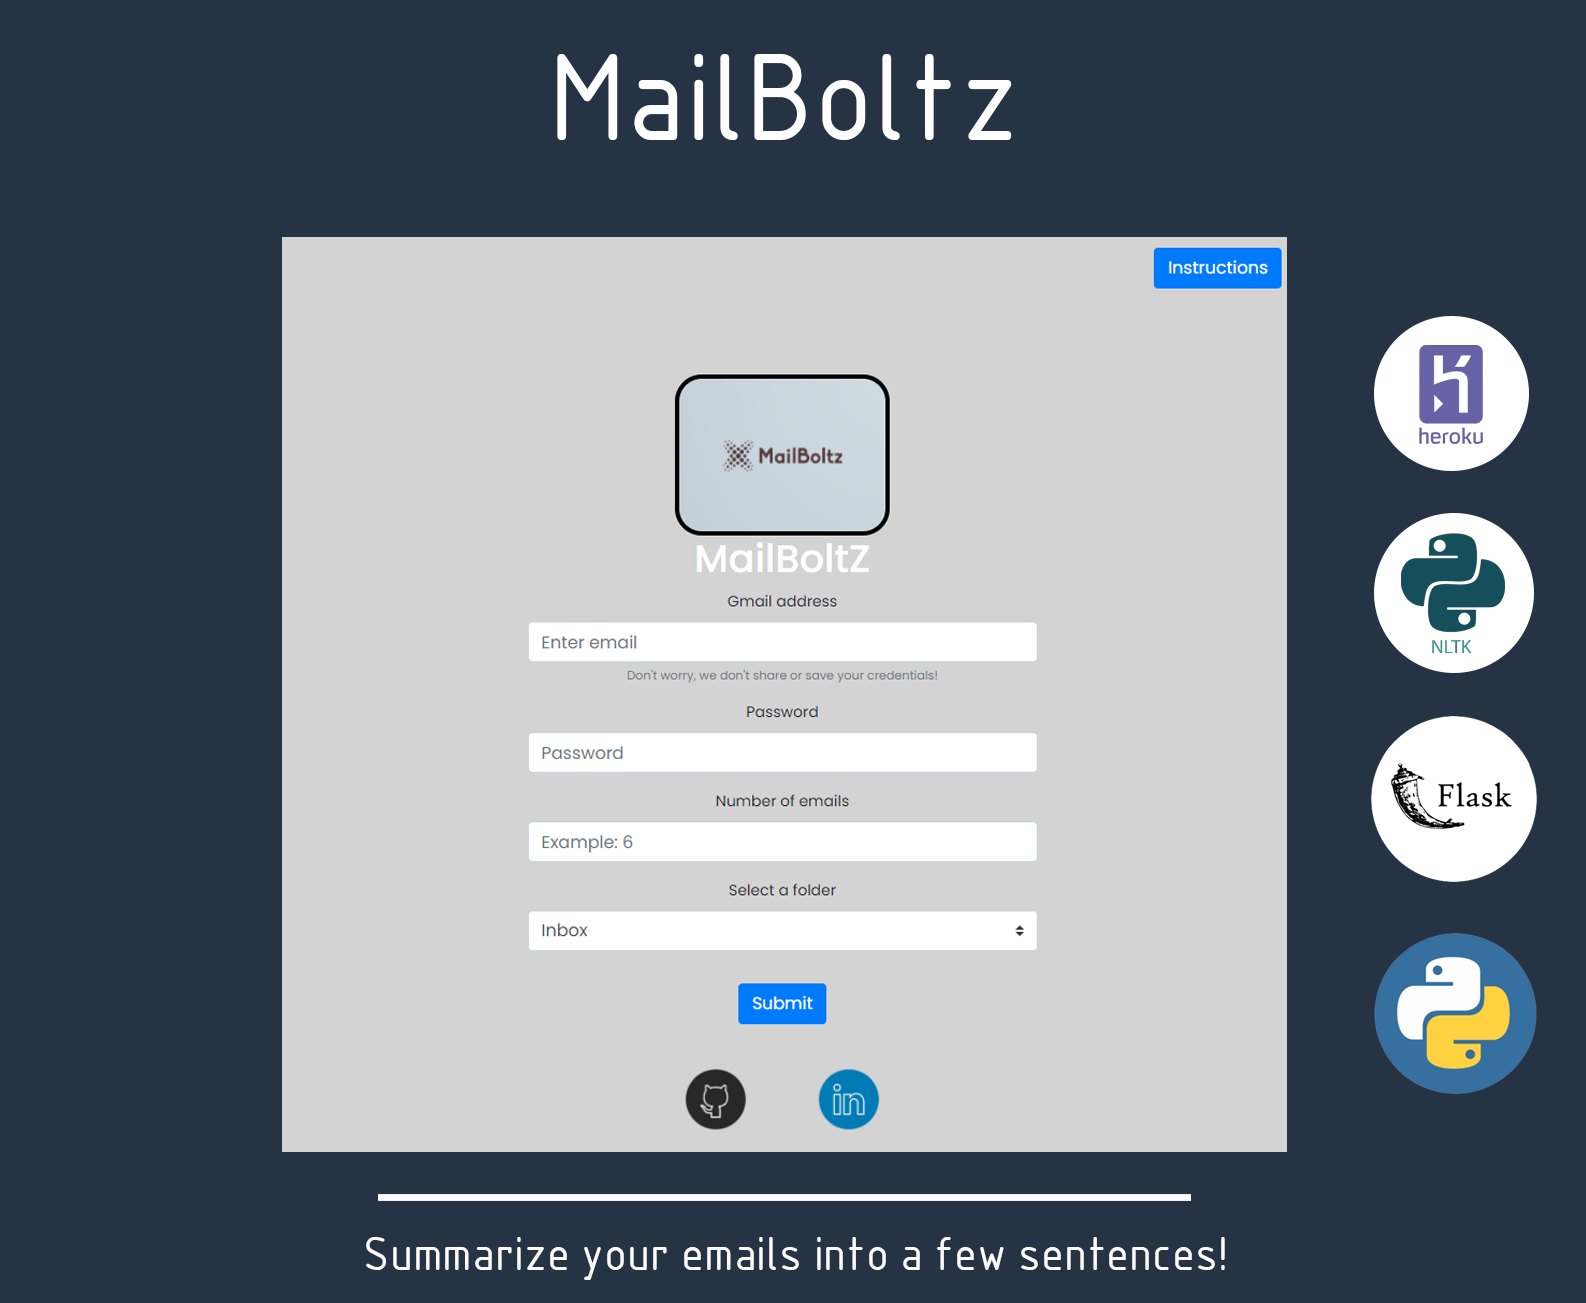 MailBoltz
Instructions
MailBoltz
MailBoltZ
Gmail address
Enter email
Don't worry, we don't share or save your credentials!
Password
Password
Number of emails
Example: 6
Select a folder
Inbox
Submit
in
heroku
NLTK
Flask
Summarize your emails into a few sentences!